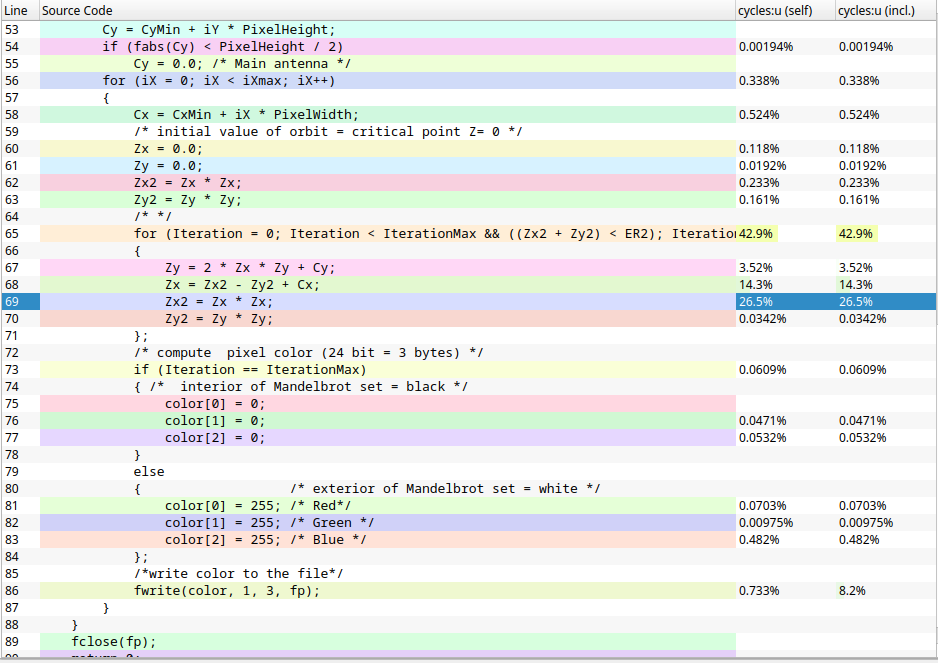 Line Source Code cycles:u (self) cycles:u (incl.)
53 Cy = CyMin + iY * PixelHeight;
54 if (fabs(Cy) < PixelHeight / 2) 0.00194% 0.00194%
55 Cy = 0.0; /* Main antenna */
56 for (iX = 0; iX < iXmax; iX++) 0.338% 0.338%
57 {
58 Cx = CxMin + iX * PixelWidth; 0.524% 0.524%
59 /* initial value of orbit = critical point Z= 0 */
60 Zx = 0.0; 0.118% 0.118%
61 Zy = 0.0; 0.0192% 0.0192%
62 Zx2 = Zx * Zx; 0.233% 0.233%
63 Zy2 = Zy * Zy; 0.161% 0.161%
64 /* */
65 for (Iteration = 0; Iteration < IterationMax && ((Zx2 + Zy2) < ER2); Iteration 42.9% 42.9%
66 {
67 Zy = 2 * Zx * Zy + Cy; 3.52% 3.52%
68 Zx = Zx2 - Zy2 + Cx; 14.3% 14.3%
69 Zx2 = Zx * Zx; 26.5% 26.5%
70 Zy2 = Zy * Zy; 0.0342% 0.0342%
71 };
72 /* compute  pixel color (24 bit = 3 bytes) */
73 if (Iteration == IterationMax) 0.0609% 0.0609%
74 { /*  interior of Mandelbrot set = black */
75 color[0] = 0;
76 color[1] = 0; 0.0471% 0.0471%
77 color[2] = 0; 0.0532% 0.0532%
78 }
79 else
80 { /* exterior of Mandelbrot set = white */
81 color[0] = 255; /* Red*/ 0.0703% 0.0703%
82 color[1] = 255; /* Green */ 0.00975% 0.00975%
83 color[2] = 255; /* Blue */ 0.482% 0.482%
84 };
85 /*write color to the file*/
86 fwrite(color, 1, 3, fp); 0.733% 8.2%
87 }
88 }
89 fclose(fp);